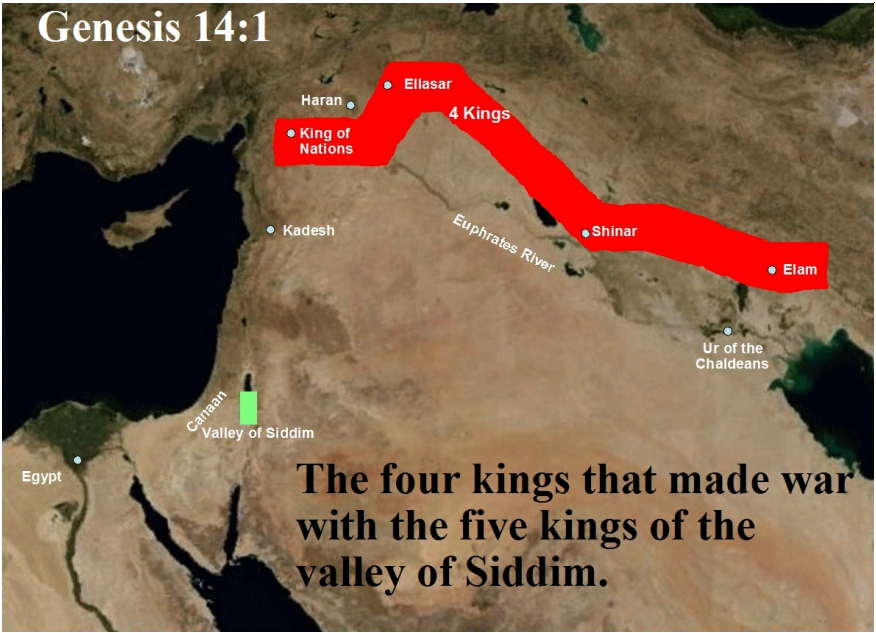 Genesis 14:1
Ellasar
Haran
4 Kings
King of
Nations
Kadesh
Shinar
Euphrates River
Elam
Ur of the
Chaldeans
Canaan
Valley of Siddim
Egypt
The four kings that made war
with the five kings of the
valley of Siddim.